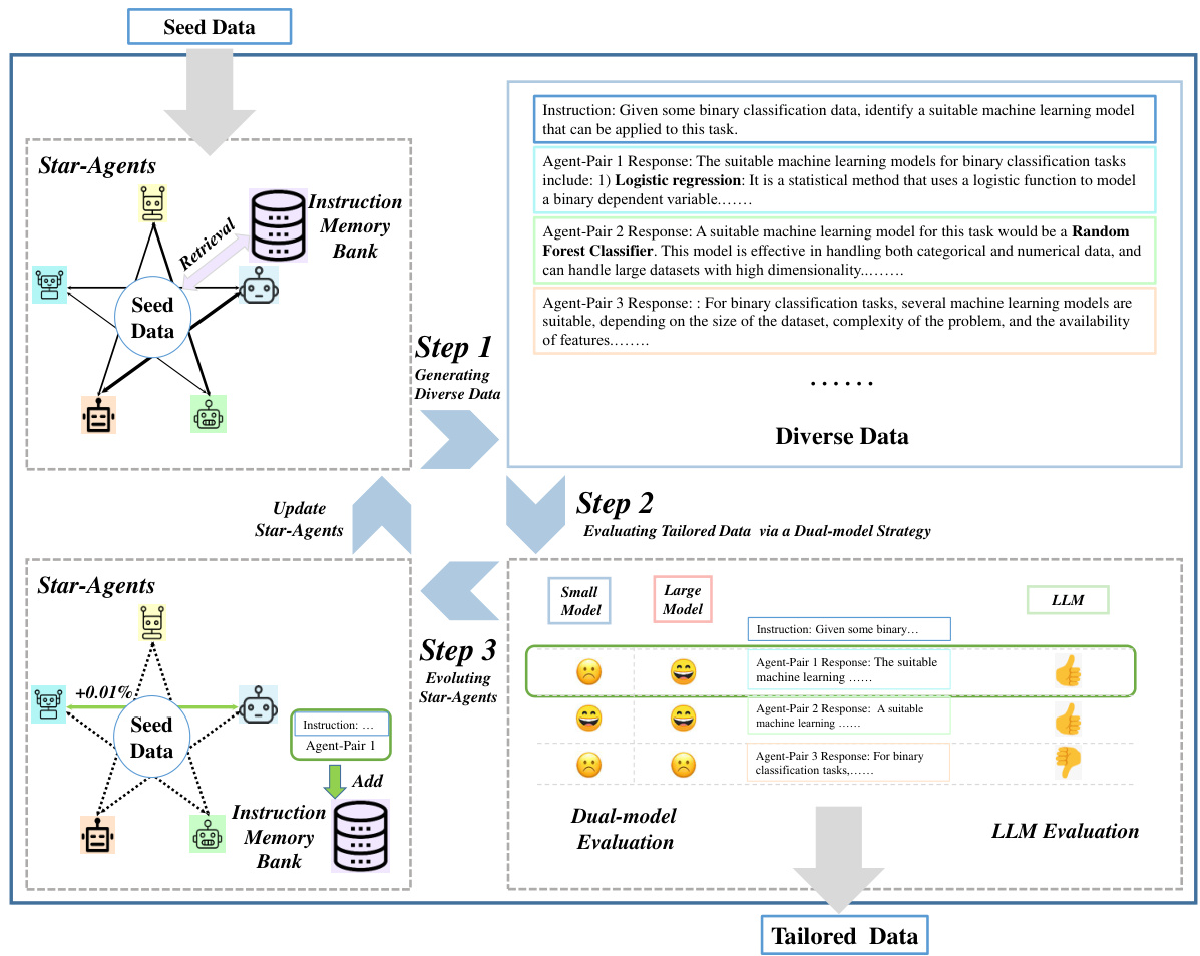 Seed Data
Star-Agents
Instruction
Memory
Bank
Retrieval
Seed
Data
Step 1
Generating
Diverse Data
Instruction: Given some binary classification data, identify a suitable machine learning model
that can be applied to this task.
Agent-Pair 1 Response: The suitable machine learning models for binary classification tasks
include: 1) Logistic regression: It is a statistical method that uses a logistic function to model
a binary dependent variable.……
Agent-Pair 2 Response: A suitable machine learning model for this task would be a Random
Forest Classifier. This model is effective in handling both categorical and numerical data, and
can handle large datasets with high dimensionality..…….
Agent-Pair 3 Response: : For binary classification tasks, several machine learning models are
suitable, depending on the size of the dataset, complexity of the problem, and the availability
of features.…….
……
Diverse Data
Step 2
Evaluating Tailored Data via a Dual-model Strategy
Update
Star-Agents
Small
Model
Large
Model
LLM
Instruction: Given some binary…
Agent-Pair 1 Response: The suitable
machine learning ……
Agent-Pair 2 Response: A suitable
machine learning ……
Agent-Pair 3 Response: For binary
classification tasks,……
Dual-model
Evaluation
LLM Evaluation
Step 3
Evoluting
Star-Agents
Star-Agents
+0.01%
Seed
Data
Instruction: …
Agent-Pair 1
Add
Instruction
Memory
Bank
Tailored Data